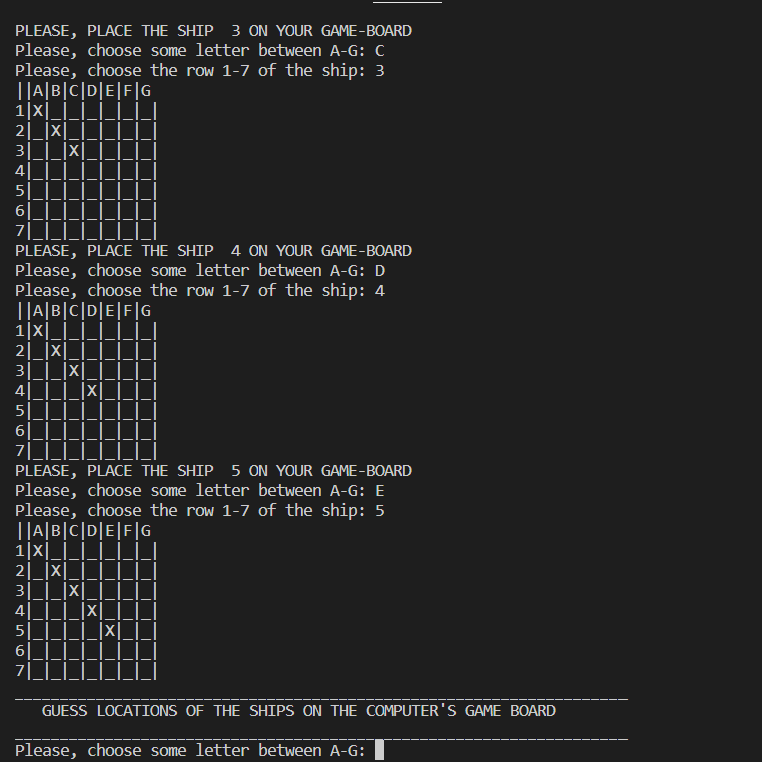 PLEASE, PLACE THE SHIP  3 ON YOUR GAME-BOARD
Please, choose some letter between A-G: C
Please, choose the row 1-7 of the ship: 3
||A|B|C|D|E|F|G
1|X|_|_|_|_|_|_|
2|_|X|_|_|_|_|_|
3|_|_|X|_|_|_|_|
4|_|_|_|_|_|_|_|
5|_|_|_|_|_|_|_|
6|_|_|_|_|_|_|_|
7|_|_|_|_|_|_|_|
PLEASE, PLACE THE SHIP  4 ON YOUR GAME-BOARD
Please, choose some letter between A-G: D
Please, choose the row 1-7 of the ship: 4
||A|B|C|D|E|F|G
1|X|_|_|_|_|_|_|
2|_|X|_|_|_|_|_|
3|_|_|X|_|_|_|_|
4|_|_|_|X|_|_|_|
5|_|_|_|_|_|_|_|
6|_|_|_|_|_|_|_|
7|_|_|_|_|_|_|_|
PLEASE, PLACE THE SHIP  5 ON YOUR GAME-BOARD
Please, choose some letter between A-G: E
Please, choose the row 1-7 of the ship: 5
||A|B|C|D|E|F|G
1|X|_|_|_|_|_|_|
2|_|X|_|_|_|_|_|
3|_|_|X|_|_|_|_|
4|_|_|_|X|_|_|_|
5|_|_|_|_|X|_|_|
6|_|_|_|_|_|_|_|
7|_|_|_|_|_|_|_|
____________________________________________________________________
   GUESS LOCATIONS OF THE SHIPS ON THE COMPUTER'S GAME BOARD
____________________________________________________________________
Please, choose some letter between A-G: